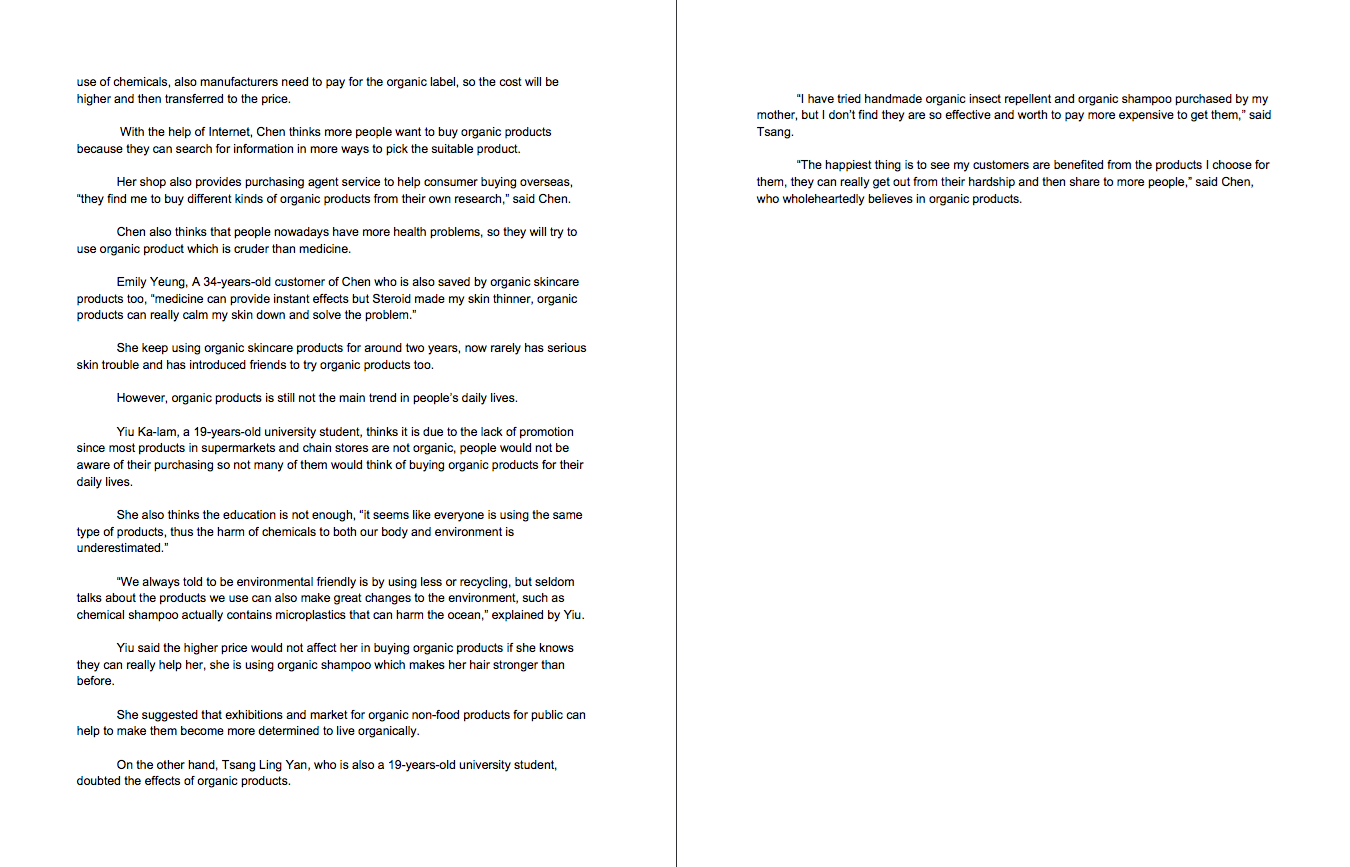 use of chemicals, also manufacturers need to pay for the organic label, so the cost will be
higher and then transferred to the price.
With the help of Internet, Chen thinks more people want to buy organic products
because they can search for information in more ways to pick the suitable product.
Her shop also provides purchasing agent service to help consumer buying overseas,
“they find me to buy different kinds of organic products from their own research,” said Chen.
Chen also thinks that people nowadays have more health problems, so they will try to
use organic product which is cruder than medicine.
Emily Yeung, A 34-years-old customer of Chen who is also saved by organic skincare
products too, “medicine can provide instant effects but Steroid made my skin thinner, organic
products can really calm my skin down and solve the problem.”
She keep using organic skincare products for around two years, now rarely has serious
skin trouble and has introduced friends to try organic products too.
However, organic products is still not the main trend in people’s daily lives.
Yiu Ka-lam, a 19-years-old university student, thinks it is due to the lack of promotion
since most products in supermarkets and chain stores are not organic, people would not be
aware of their purchasing so not many of them would think of buying organic products for their
daily lives.
She also thinks the education is not enough, “it seems like everyone is using the same
type of products, thus the harm of chemicals to both our body and environment is
underestimated.”
“We always told to be environmental friendly is by using less or recycling, but seldom
talks about the products we use can also make great changes to the environment, such as
chemical shampoo actually contains microplastics that can harm the ocean,” explained by Yiu.
Yiu said the higher price would not affect her in buying organic products if she knows
they can really help her, she is using organic shampoo which makes her hair stronger than
before.
She suggested that exhibitions and market for organic non-food products for public can
help to make them become more determined to live organically.
On the other hand, Tsang Ling Yan, who is also a 19-years-old university student,
doubted the effects of organic products.
“I have tried handmade organic insect repellent and organic shampoo purchased by my
mother, but I don’t find they are so effective and worth to pay more expensive to get them,” said
Tsang.
“The happiest thing is to see my customers are benefited from the products I choose for
them, they can really get out from their hardship and then share to more people,” said Chen,
who wholeheartedly believes in organic products.